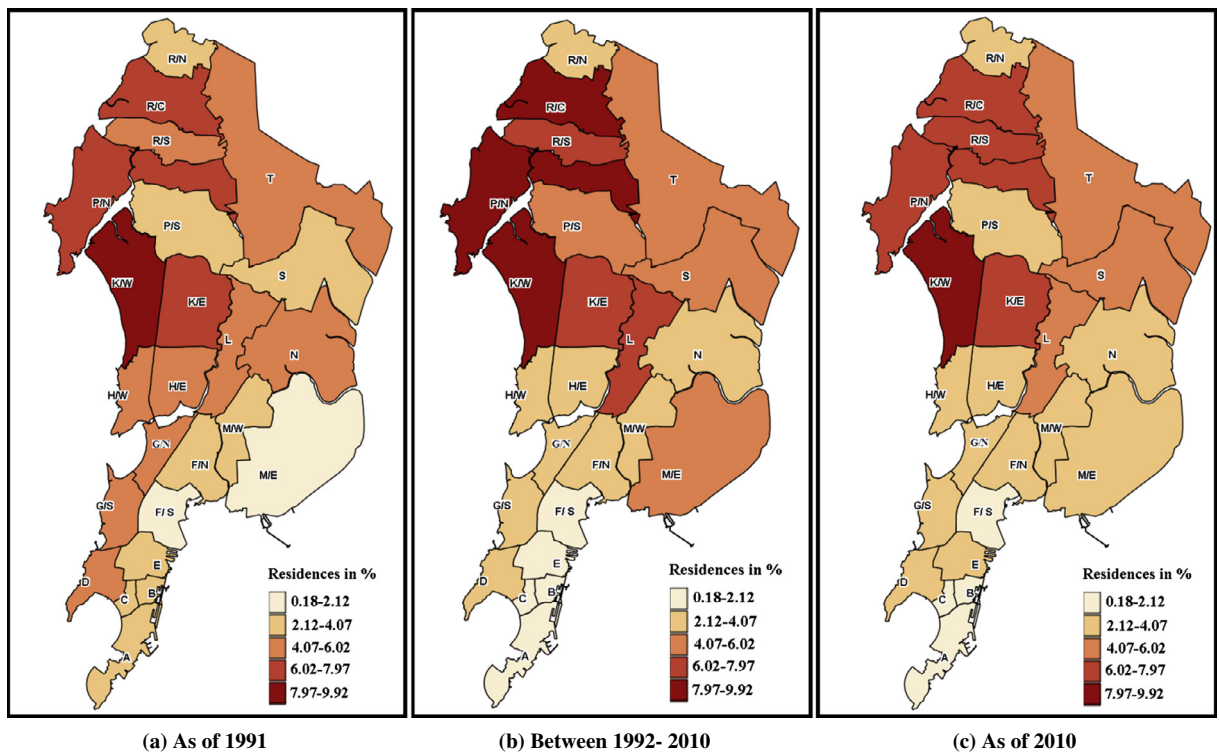 R/N
R/C
R/S
T
P/N
P/S
S
K/W
K/E
L
N
H/W
H/E
G/N
M/W
F/N
M/E
G/S
F/ S
E
D
C
B
A
Residences in %
0.18-2.12
2.12-4.07
4.07-6.02
6.02-7.97
7.97-9.92
(a) As of 1991
R/N
R/C
R/S
T
P/N
P/S
S
K/W
K/E
L
N
H/W
H/E
G/N
M/W
F/N
M/E
G/S
F/ S
E
D
C
B
A
Residences in %
0.18-2.12
2.12-4.07
4.07-6.02
6.02-7.97
7.97-9.92
(b) Between 1992- 2010
R/N
R/C
R/S
T
P/N
P/S
S
K/W
K/E
L
N
H/W
H/E
G/N
M/W
F/N
M/E
G/S
F/ S
E
D
C
B
A
Residences in %
0.18-2.12
2.12-4.07
4.07-6.02
6.02-7.97
7.97-9.92
(c) As of 2010